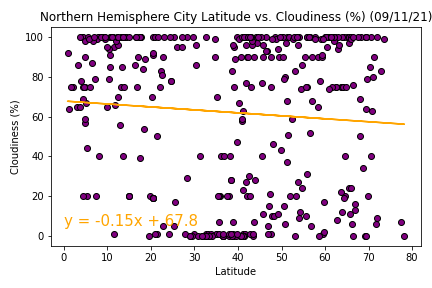 Northern Hemisphere City Latitude vs. Cloudiness (%) (09/11/21)
100
80
60
40
20
0
Cloudiness (%)
y = -0.15x + 67.8
0 10 20 30 40 50 60 70 80
Latitude